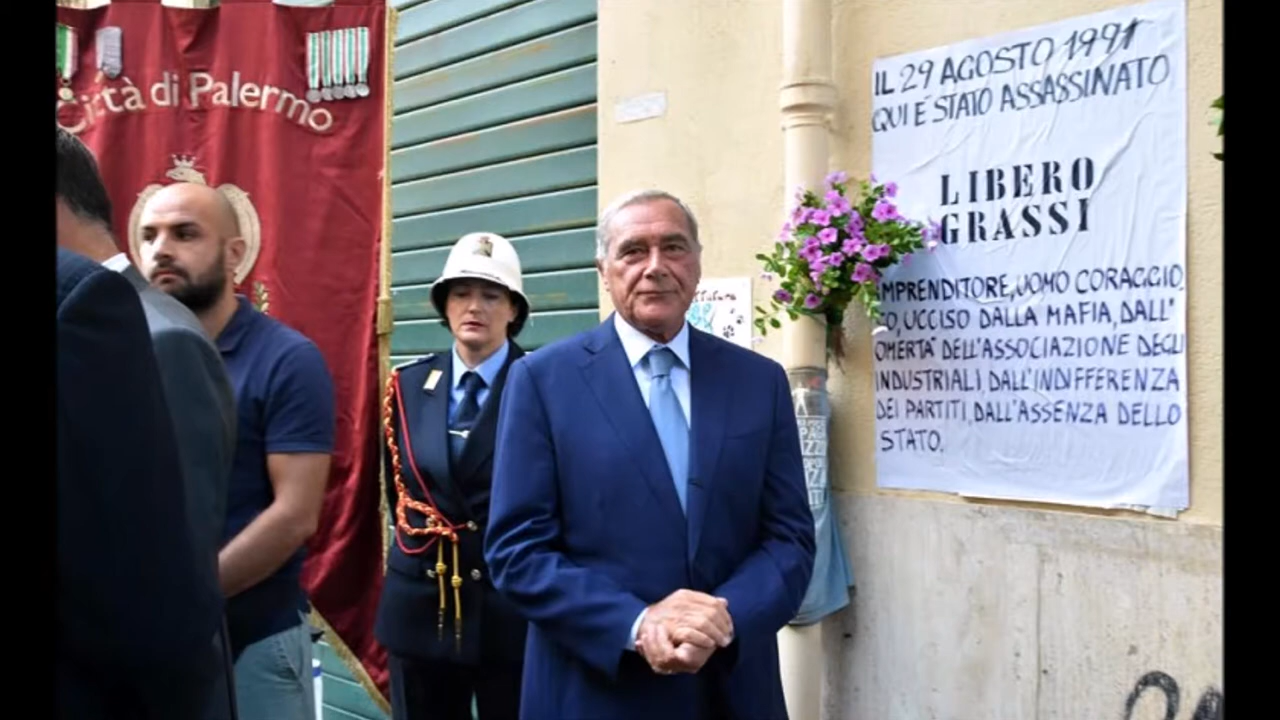 Città di Palermo
IL 29 AGOSTO 1991
QUI E' STATO ASSASSINATO
LIBERO
GRASSI
IMPRENDITORE, UOMO CORAGGIO
SO, UCCISO DALLA MAFIA, DALL'
OMERTA' DELL'ASSOCIAZIONE DEGLI
INDUSTRIALI, DALL'INDIFFERENZA
DEI PARTITI, DALL'ASSENZA DELLO
STATO.